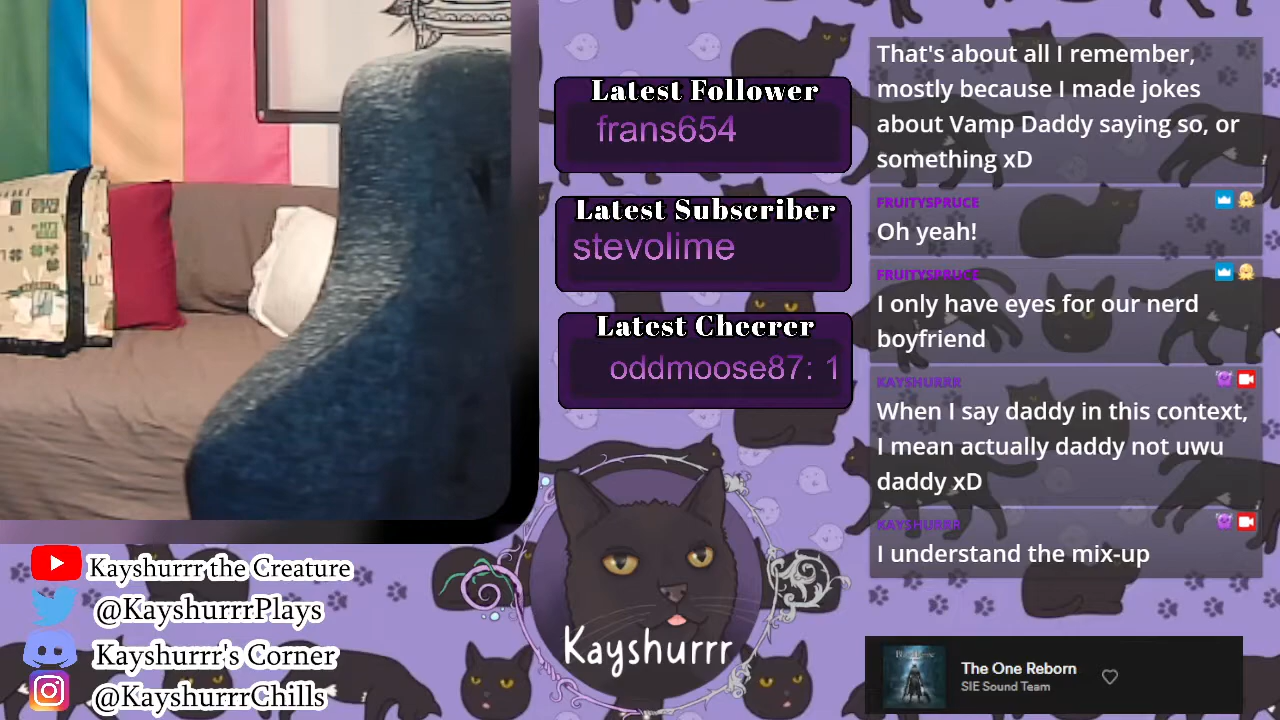 Latest Follower
frans654
Latest Subscriber
stevolime
Latest Cheerer
oddmoose87: 1
Kayshurrr
Kayshurrr the Creature
@KayshurrrPlays
Kayshurrr's Corner
@KayshurrrChills
That's about all I remember,
mostly because I made jokes
about Vamp Daddy saying so, or
something xD
FRUITYSPRUCE
Oh yeah!
FRUITYSPRUCE
I only have eyes for our nerd
boyfriend
KAYSHURRR
When I say daddy in this context,
I mean actually daddy not uwu
daddy xD
KAYSHURRR
I understand the mix-up
The One Reborn
SIE Sound Team